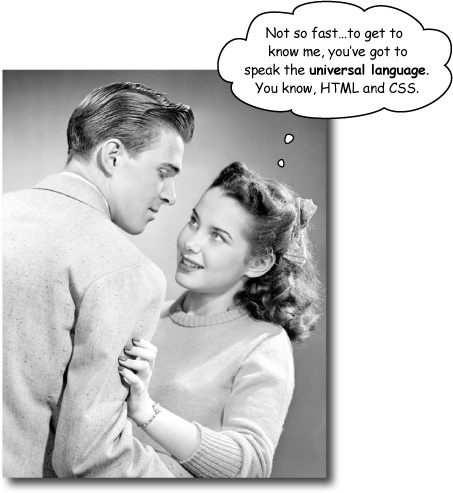 Not so fast...to get to
know me, you've got to
speak the universal language.
You know, HTML and CSS.